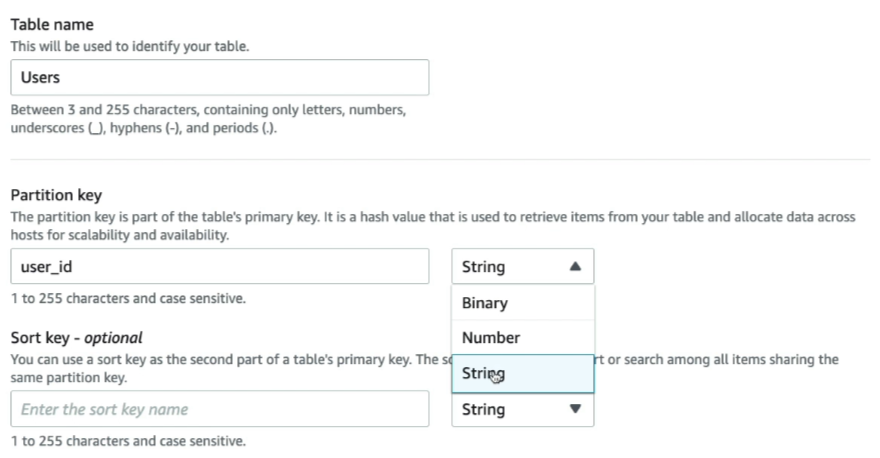 Table name
This will be used to identify your table.
Users
Between 3 and 255 characters, containing only letters, numbers,
underscores (_), hyphens (-), and periods (.).
Partition key
The partition key is part of the table's primary key. It is a hash value that is used to retrieve items from your table and allocate data across
hosts for scalability and availability.
user_id
String
Binary
Number
String
1 to 255 characters and case sensitive.
Sort key - optional
You can use a sort key as the second part of a table's primary key. The rt or search among all items sharing the
same partition key.
Enter the sort key name
String
1 to 255 characters and case sensitive.